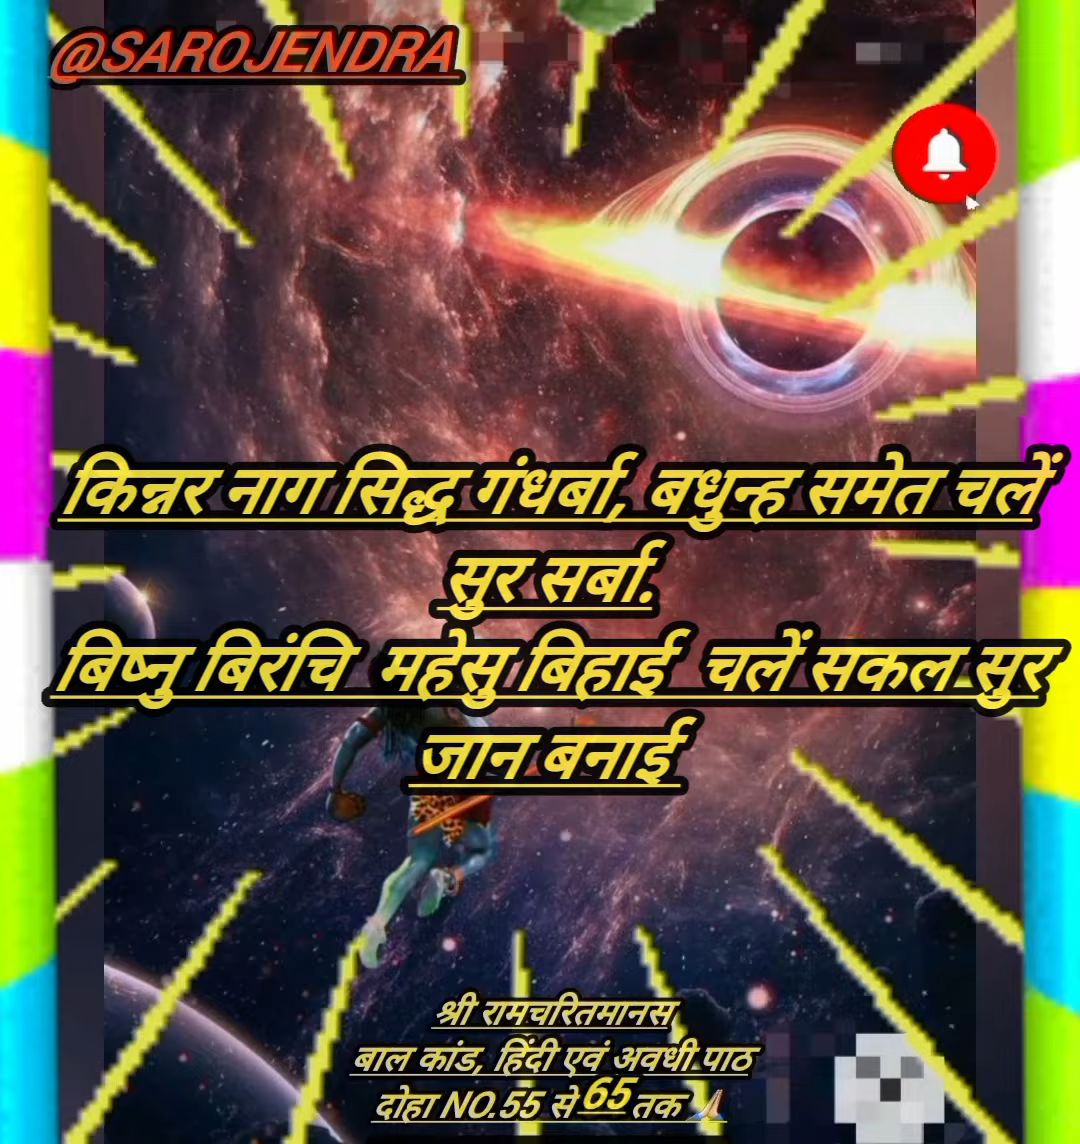 @SAROJENDRA
किन्नर नाग सिद्ध गंधर्बा, बधुन्ह समेत चलें
सुर सर्बा.
बिष्नु बिरंचि महेसु बिहाई चलें सकल सुर
जान बनाई
श्री रामचरितमानस
बाल कांड, हिंदी एवं अवधी पाठ
दोहा NO.55 से 65 तक 🙏🏻